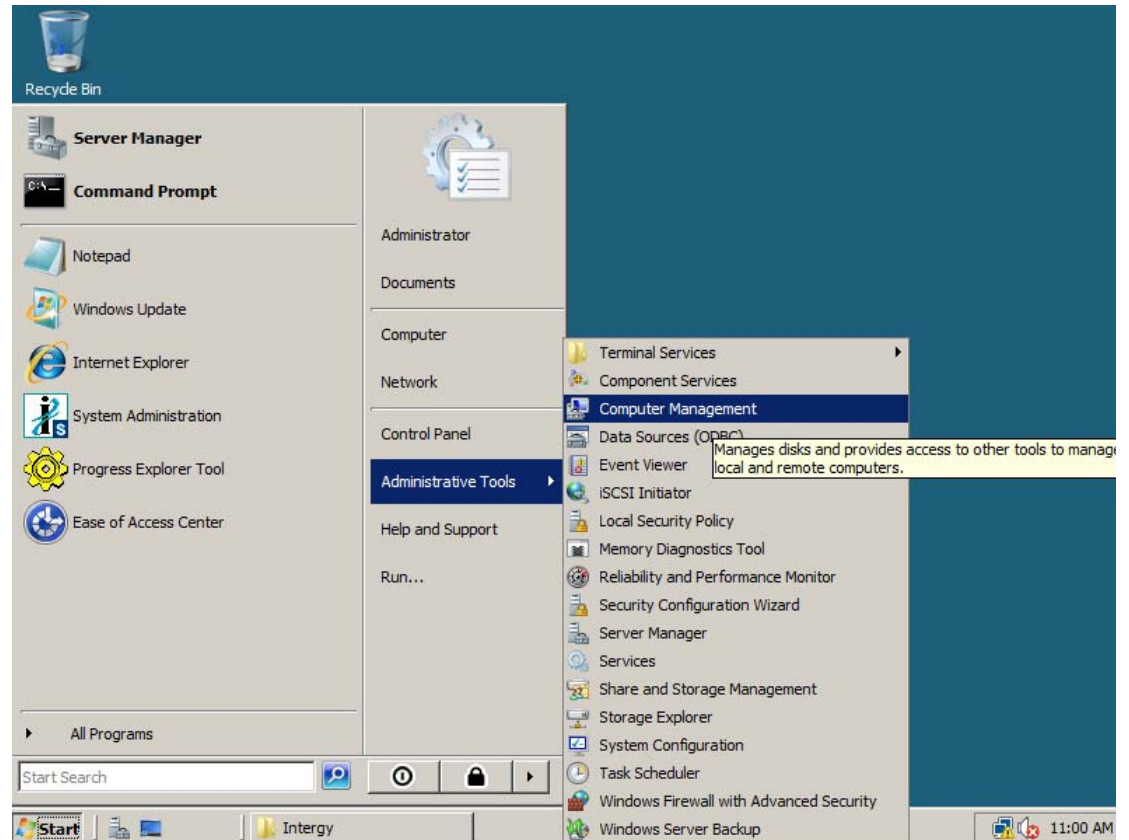 Recycle Bin
Server Manager
C:\
Command Prompt
Notepad
Windows Update
Internet Explorer
System Administration
Progress Explorer Tool
Ease of Access Center
All Programs
Start Search
Administrator
Documents
Computer
Network
Control Panel
Administrative Tools
Help and Support
Run...
Terminal Services
Component Services
Computer Management
Data Sources (ODBC)
Manages disks and provides access to other tools to manage
local and remote computers.
Event Viewer
iSCSI Initiator
Local Security Policy
Memory Diagnostics Tool
Reliability and Performance Monitor
Security Configuration Wizard
Server Manager
Services
Share and Storage Management
Storage Explorer
System Configuration
Task Scheduler
Windows Firewall with Advanced Security
Windows Server Backup
Start
Intergy
11:00 AM